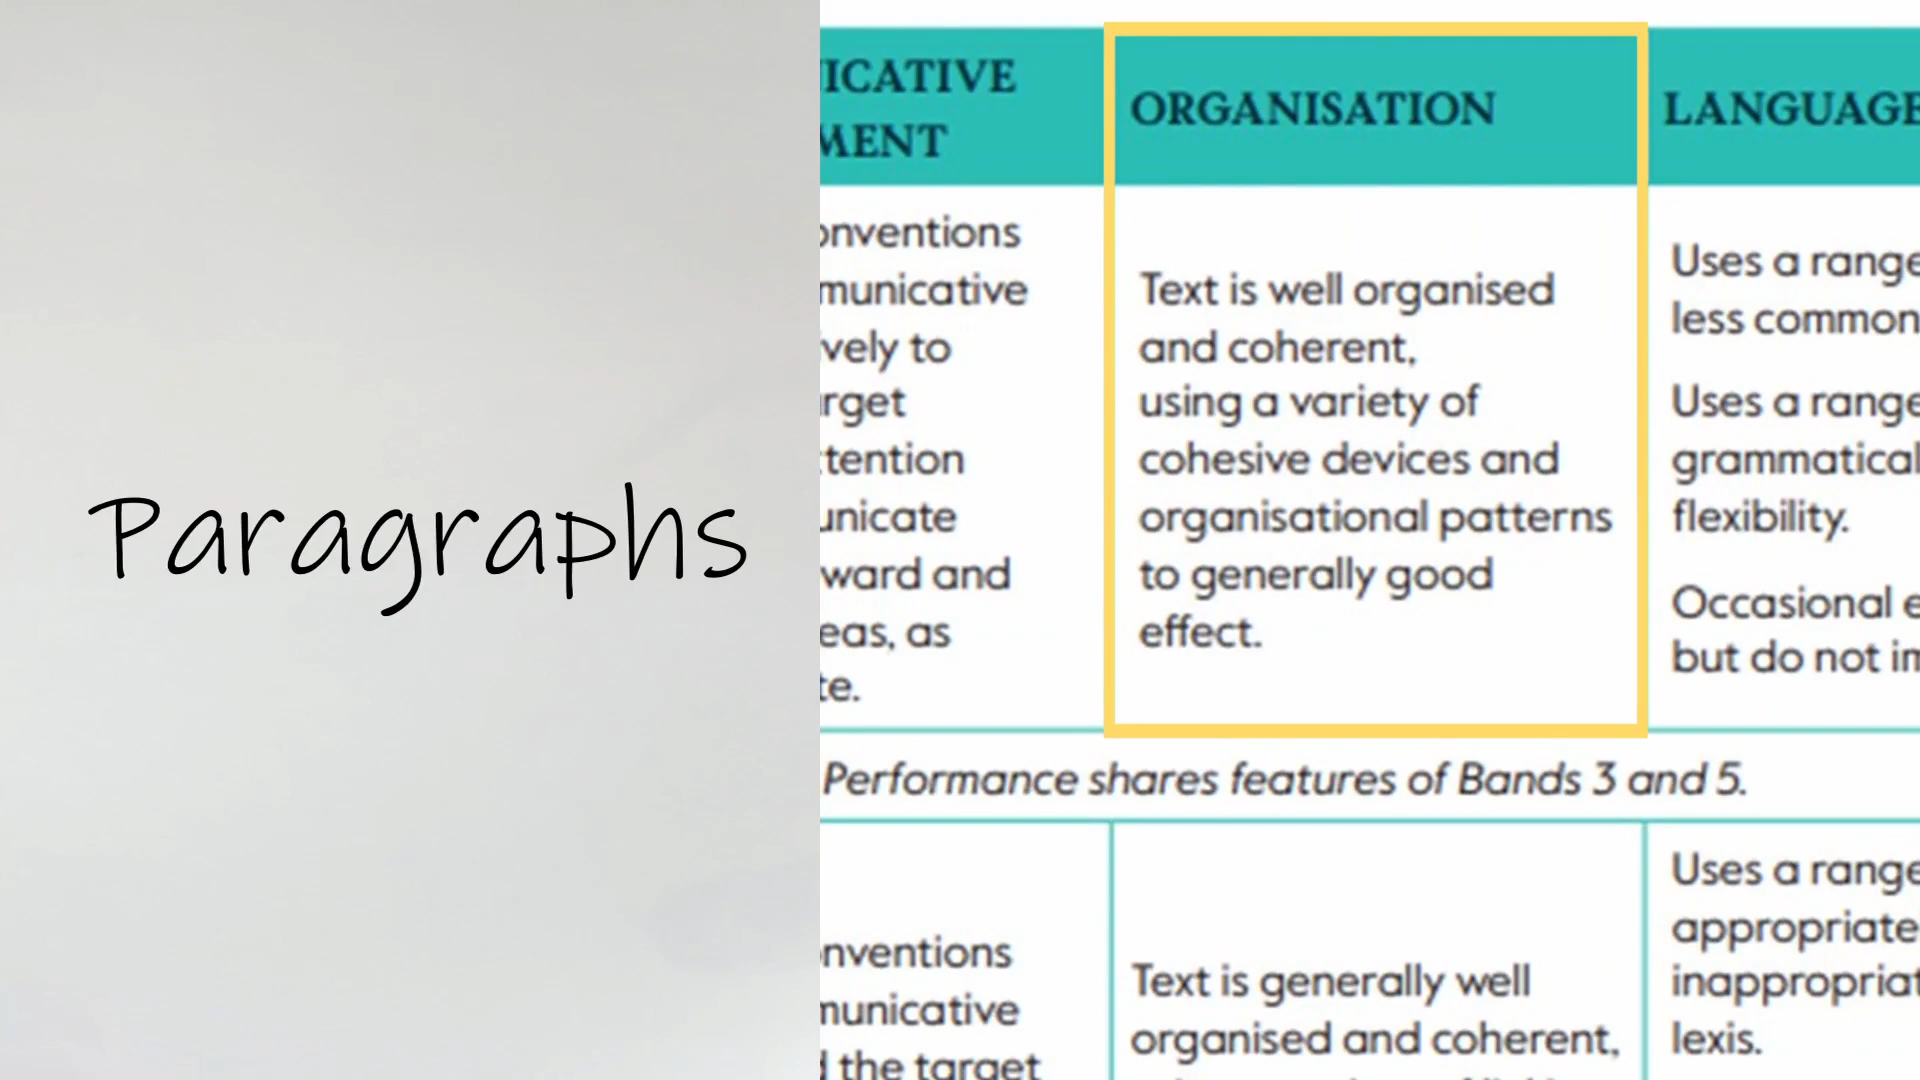 Paragraphs
ICATIVE
MENT
ORGANISATION
LANGUAGE
onventions
municative
vely to
rget
tention
unicate
ward and
eas, as
te.
Text is well organised
and coherent,
using a variety of
cohesive devices and
organisational patterns
to generally good
effect.
Uses a range
less common
Uses a range
grammatical
flexibility.
Occasional e
but do not im
Performance shares features of Bands 3 and 5.
onventions
municative
the target
Text is generally well
organised and coherent,
Uses a range
appropriate
inappropriat
lexis.